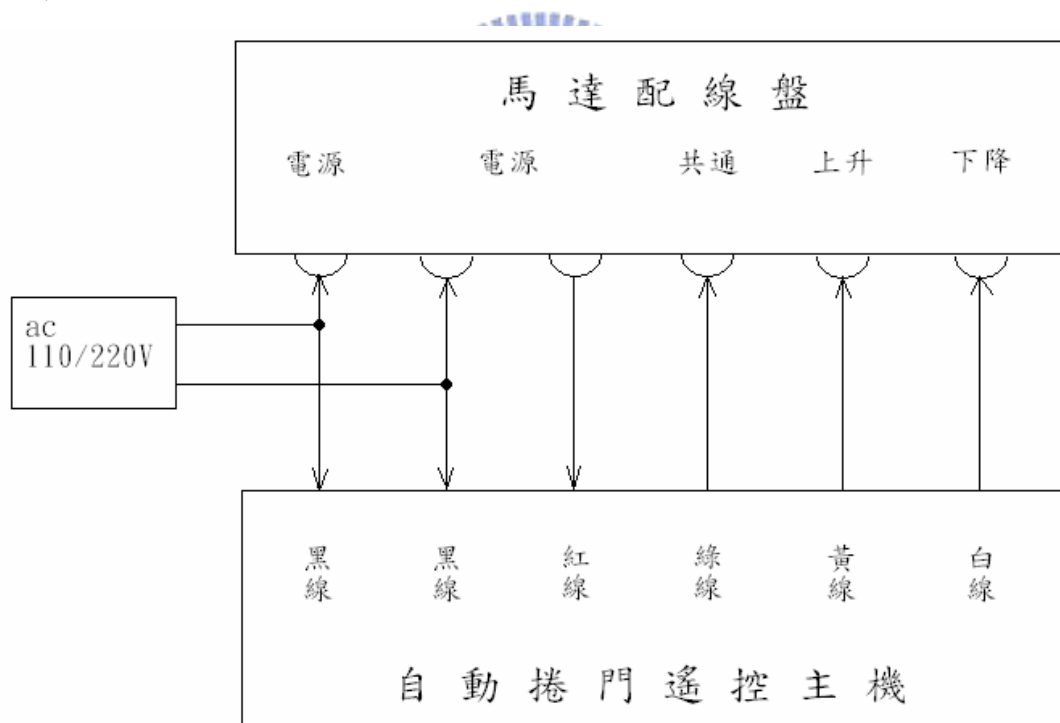 馬達配線盤
電源 電源 共通 上升 下降
ac
110/220V
黑線 黑線 紅線 綠線 黃線 白線
自動捲門遙控主機